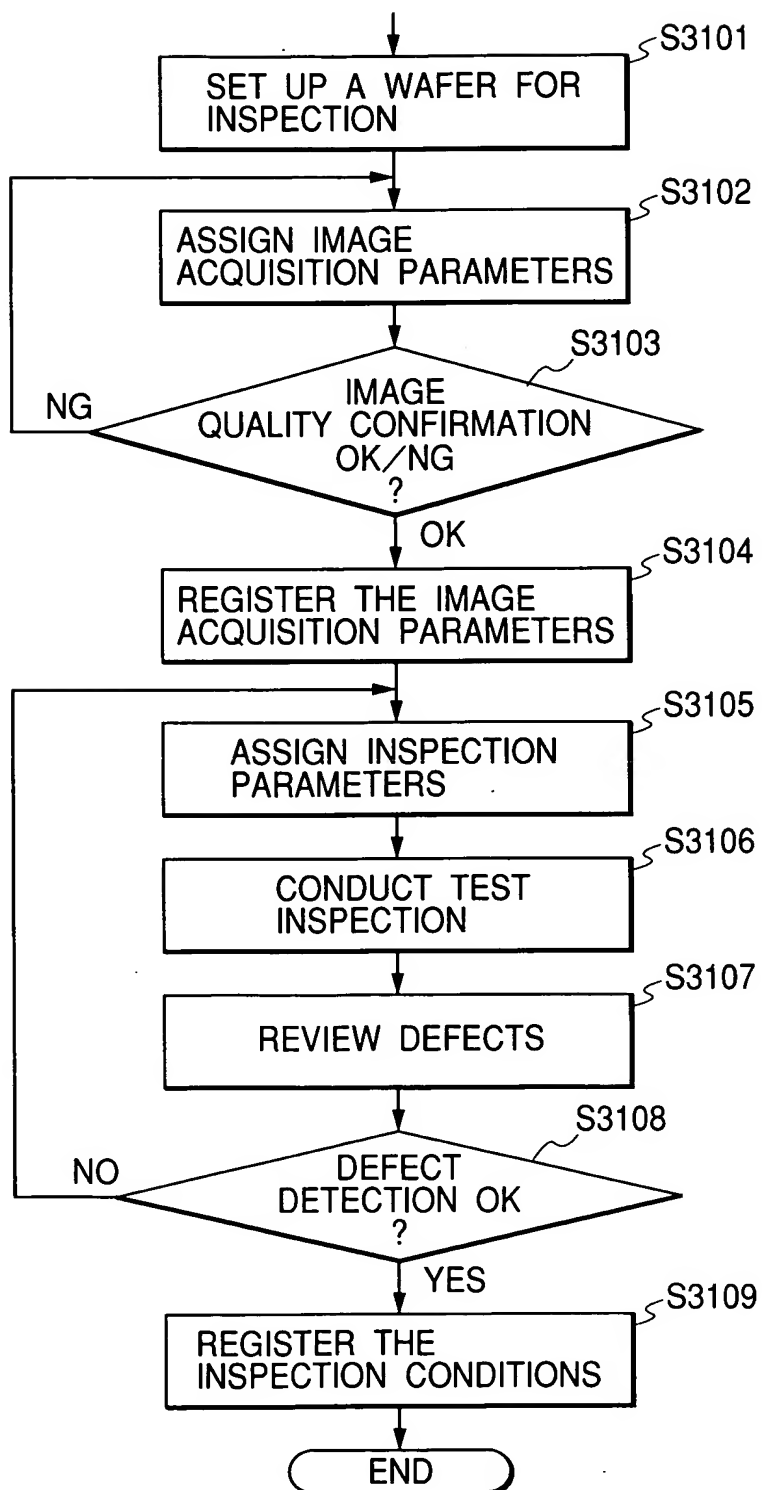 S3101
SET UP A WAFER FOR
INSPECTION
S3102
ASSIGN IMAGE
ACQUISITION PARAMETERS
S3103
IMAGE
QUALITY CONFIRMATION
OK/NG
?
NG
OK
S3104
REGISTER THE IMAGE
ACQUISITION PARAMETERS
S3105
ASSIGN INSPECTION
PARAMETERS
S3106
CONDUCT TEST
INSPECTION
S3107
REVIEW DEFECTS
S3108
DEFECT
DETECTION OK
?
NO
YES
S3109
REGISTER THE
INSPECTION CONDITIONS
END